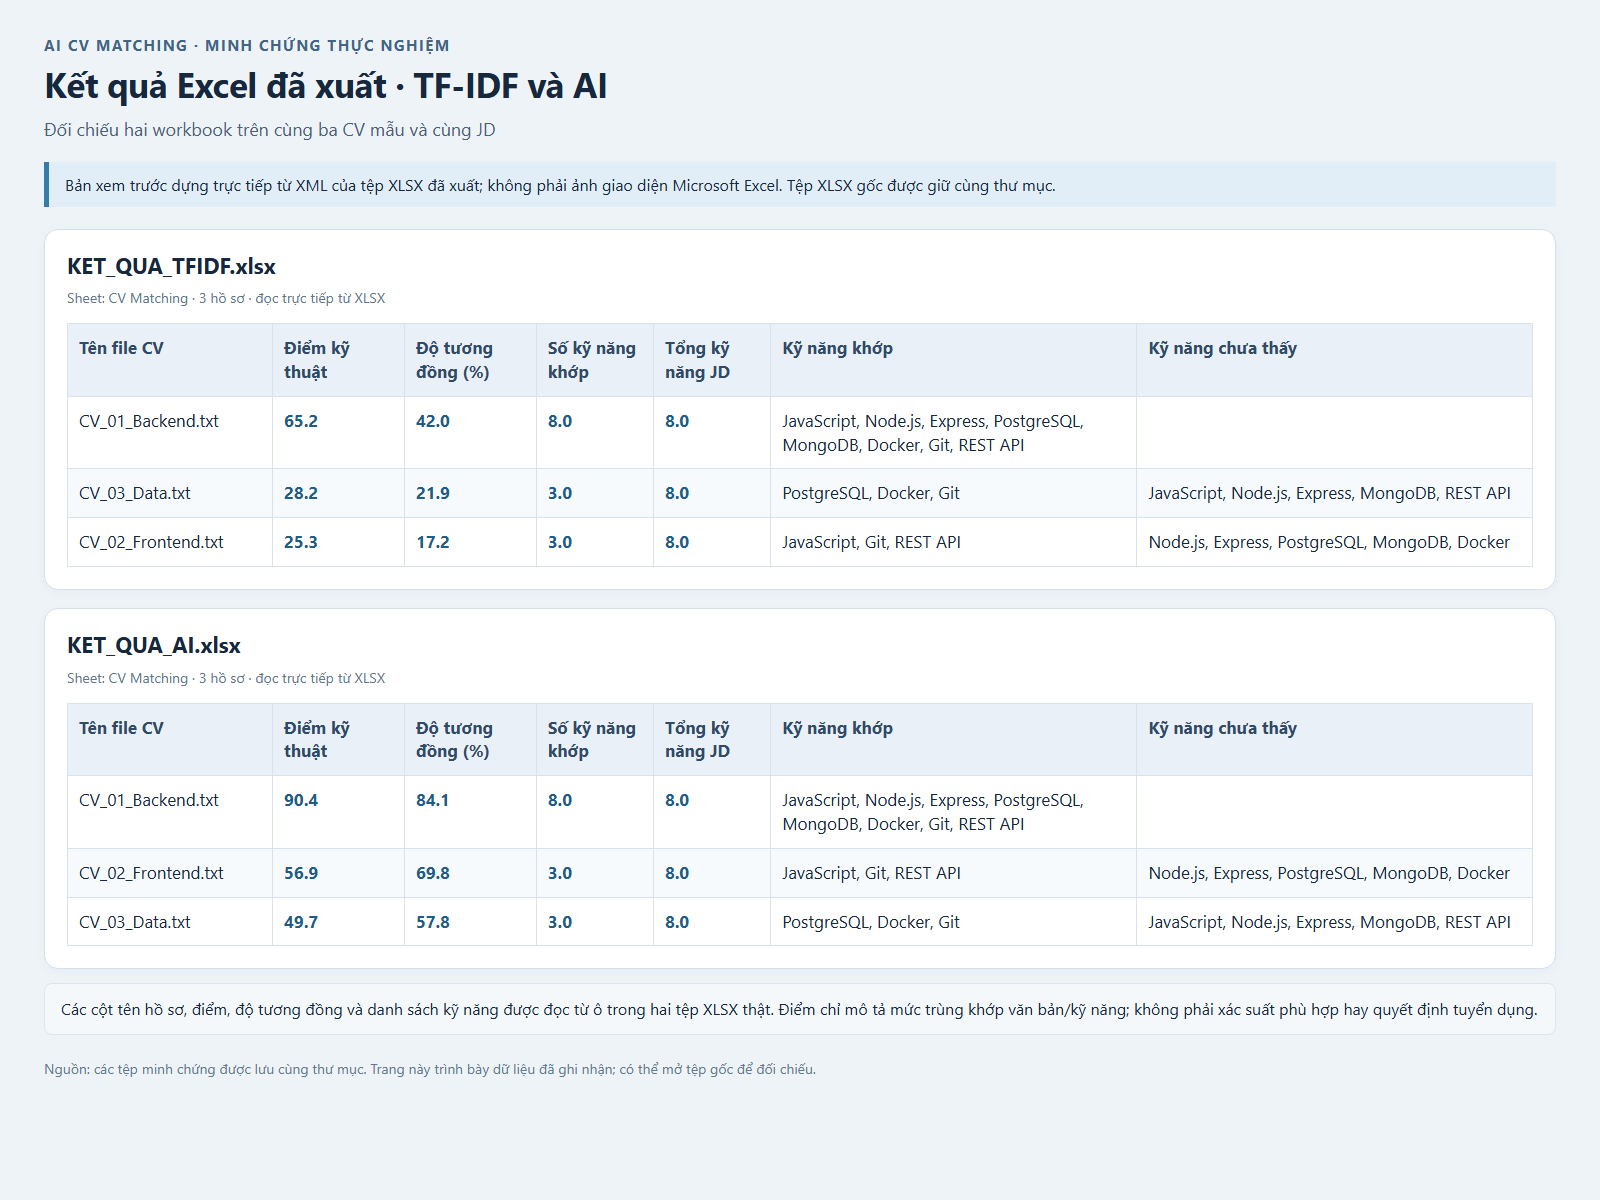 AI CV MATCHING · MINH CHỨNG THỰC NGHIỆM
Kết quả Excel đã xuất · TF-IDF và AI
Đối chiếu hai workbook trên cùng ba CV mẫu và cùng JD
Bản xem trước dựng trực tiếp từ XML của tệp XLSX đã xuất; không phải ảnh giao diện Microsoft Excel. Tệp XLSX gốc được giữ cùng thư mục.
KET_QUA_TFIDF.xlsx
Sheet: CV Matching · 3 hồ sơ · đọc trực tiếp từ XLSX
Tên file CV Điểm kỹ thuật Độ tương đồng (%) Số kỹ năng khớp Tổng kỹ năng JD Kỹ năng khớp Kỹ năng chưa thấy
CV_01_Backend.txt 65.2 42.0 8.0 8.0 JavaScript, Node.js, Express, PostgreSQL,
MongoDB, Docker, Git, REST API
CV_03_Data.txt 28.2 21.9 3.0 8.0 PostgreSQL, Docker, Git JavaScript, Node.js, Express, MongoDB, REST API
CV_02_Frontend.txt 25.3 17.2 3.0 8.0 JavaScript, Git, REST API Node.js, Express, PostgreSQL, MongoDB, Docker
KET_QUA_AI.xlsx
Sheet: CV Matching · 3 hồ sơ · đọc trực tiếp từ XLSX
Tên file CV Điểm kỹ thuật Độ tương đồng (%) Số kỹ năng khớp Tổng kỹ năng JD Kỹ năng khớp Kỹ năng chưa thấy
CV_01_Backend.txt 90.4 84.1 8.0 8.0 JavaScript, Node.js, Express, PostgreSQL,
MongoDB, Docker, Git, REST API
CV_02_Frontend.txt 56.9 69.8 3.0 8.0 JavaScript, Git, REST API Node.js, Express, PostgreSQL, MongoDB, Docker
CV_03_Data.txt 49.7 57.8 3.0 8.0 PostgreSQL, Docker, Git JavaScript, Node.js, Express, MongoDB, REST API
Các cột tên hồ sơ, điểm, độ tương đồng và danh sách kỹ năng được đọc từ ô trong hai tệp XLSX thật. Điểm chỉ mô tả mức trùng khớp văn bản/kỹ năng; không phải xác suất phù hợp hay quyết định tuyển dụng.
Nguồn: các tệp minh chứng được lưu cùng thư mục. Trang này trình bày dữ liệu đã ghi nhận; có thể mở tệp gốc để đối chiếu.